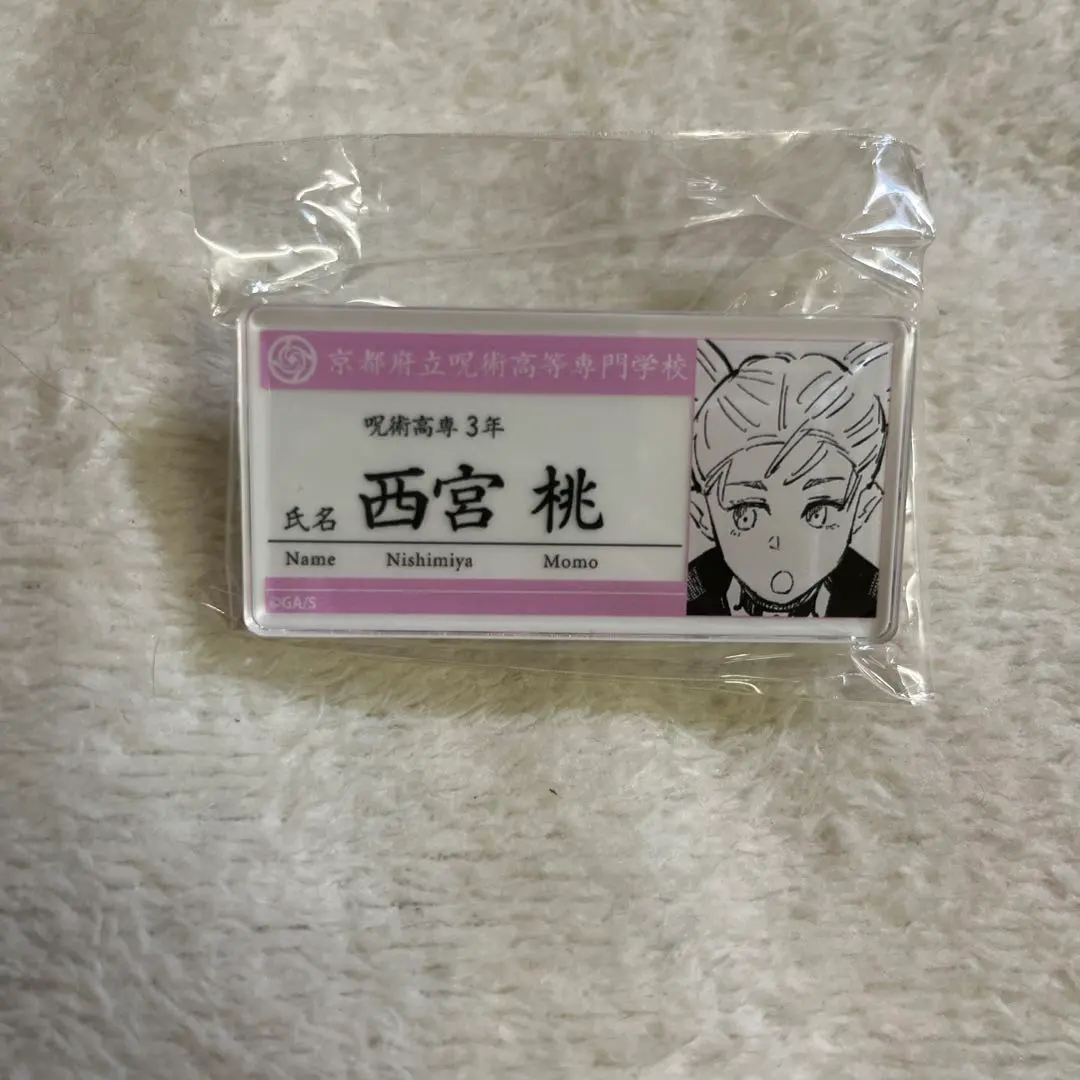 京都府立呪術高等専門学校
呪術高専 3年
氏名 西宮 桃
Name Nishimiya Momo
©GA/S